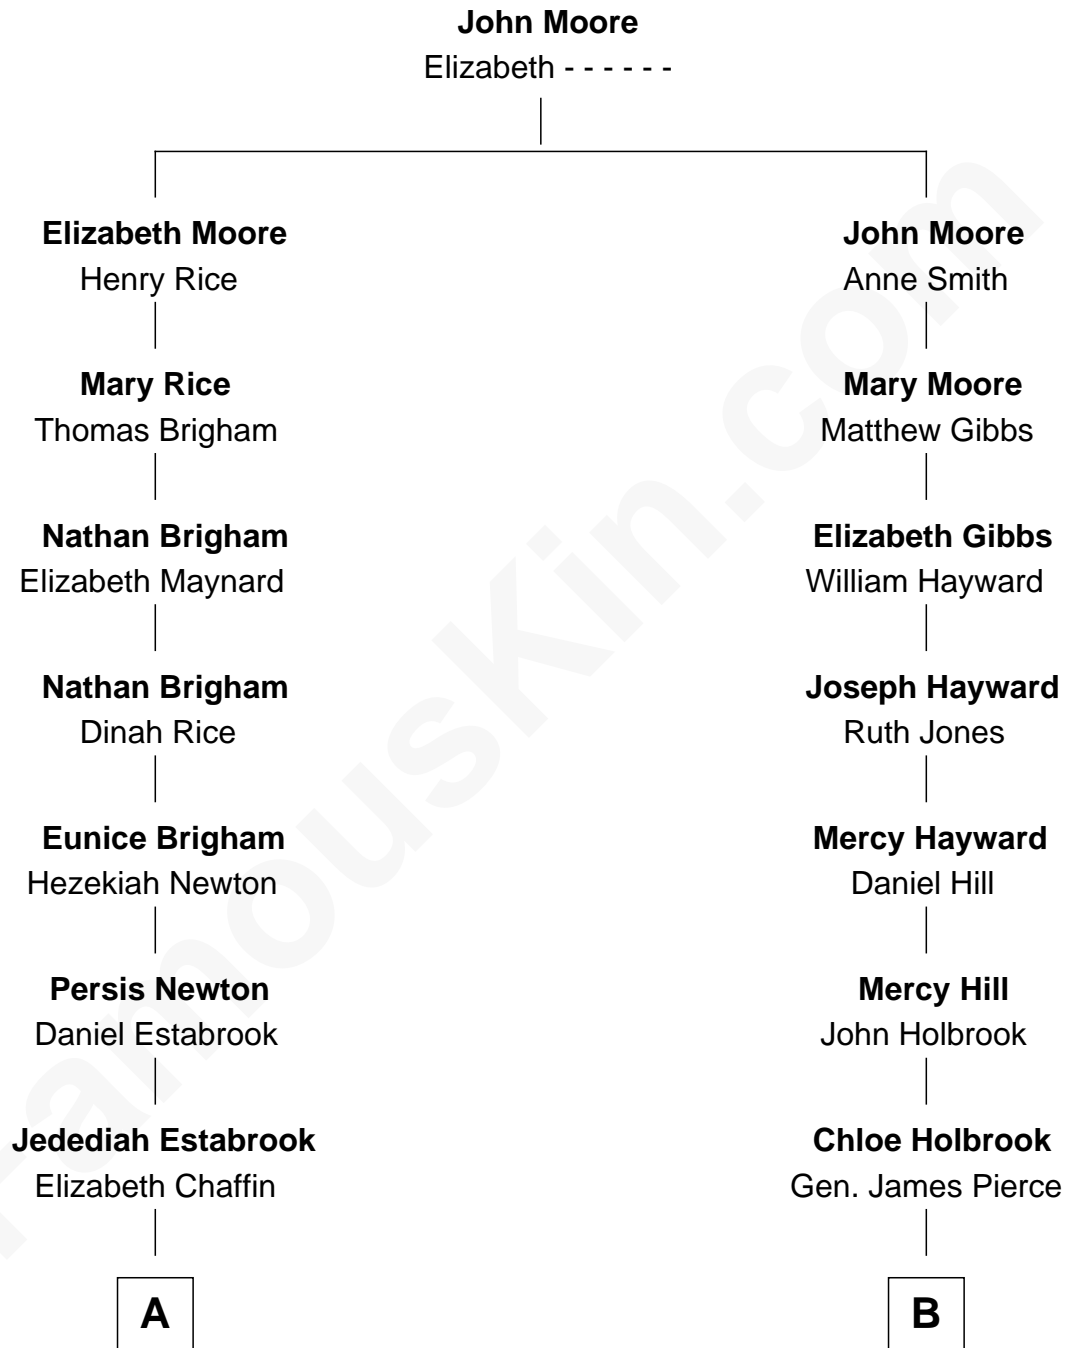 John Moore
Elizabeth - - - - - -
Elizabeth Moore
Henry Rice
John Moore
Anne Smith
Mary Rice
Thomas Brigham
Mary Moore
Matthew Gibbs
Nathan Brigham
Elizabeth Maynard
Elizabeth Gibbs
William Hayward
Nathan Brigham
Dinah Rice
Joseph Hayward
Ruth Jones
Eunice Brigham
Hezekiah Newton
Mercy Hayward
Daniel Hill
Persis Newton
Daniel Estabrook
Mercy Hill
John Holbrook
Jedediah Estabrook
Elizabeth Chaffin
Chloe Holbrook
Gen. James Pierce
A
B
FamousKin.com